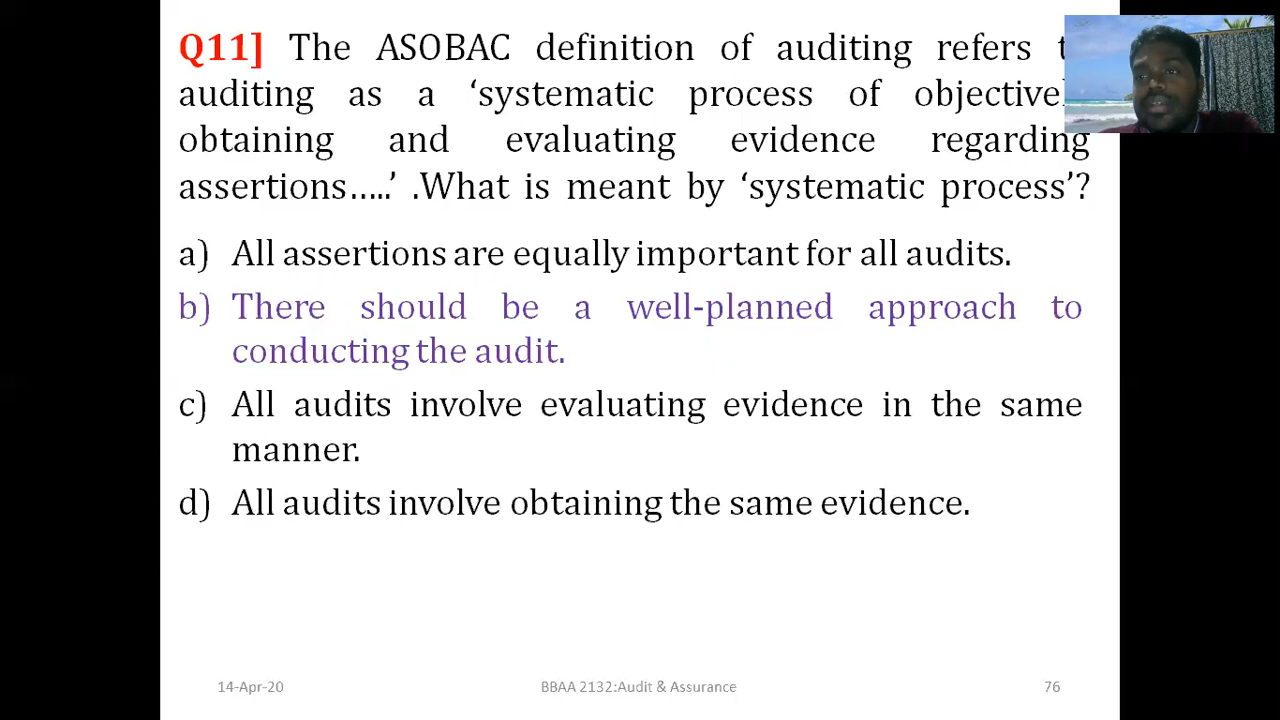 Q11] The ASOBAC definition of auditing refers
auditing as a ‘systematic process of
obtaining and evaluating evidence regarding
assertions…..’ .What is meant by ‘systematic process’?
a) All assertions are equally important for all audits.
b) There should be a well-planned approach to
conducting the audit.
c) All audits involve evaluating evidence in the same
manner.
d) All audits involve obtaining the same evidence.
14-Apr-20 BBAA 2132:Audit & Assurance 76